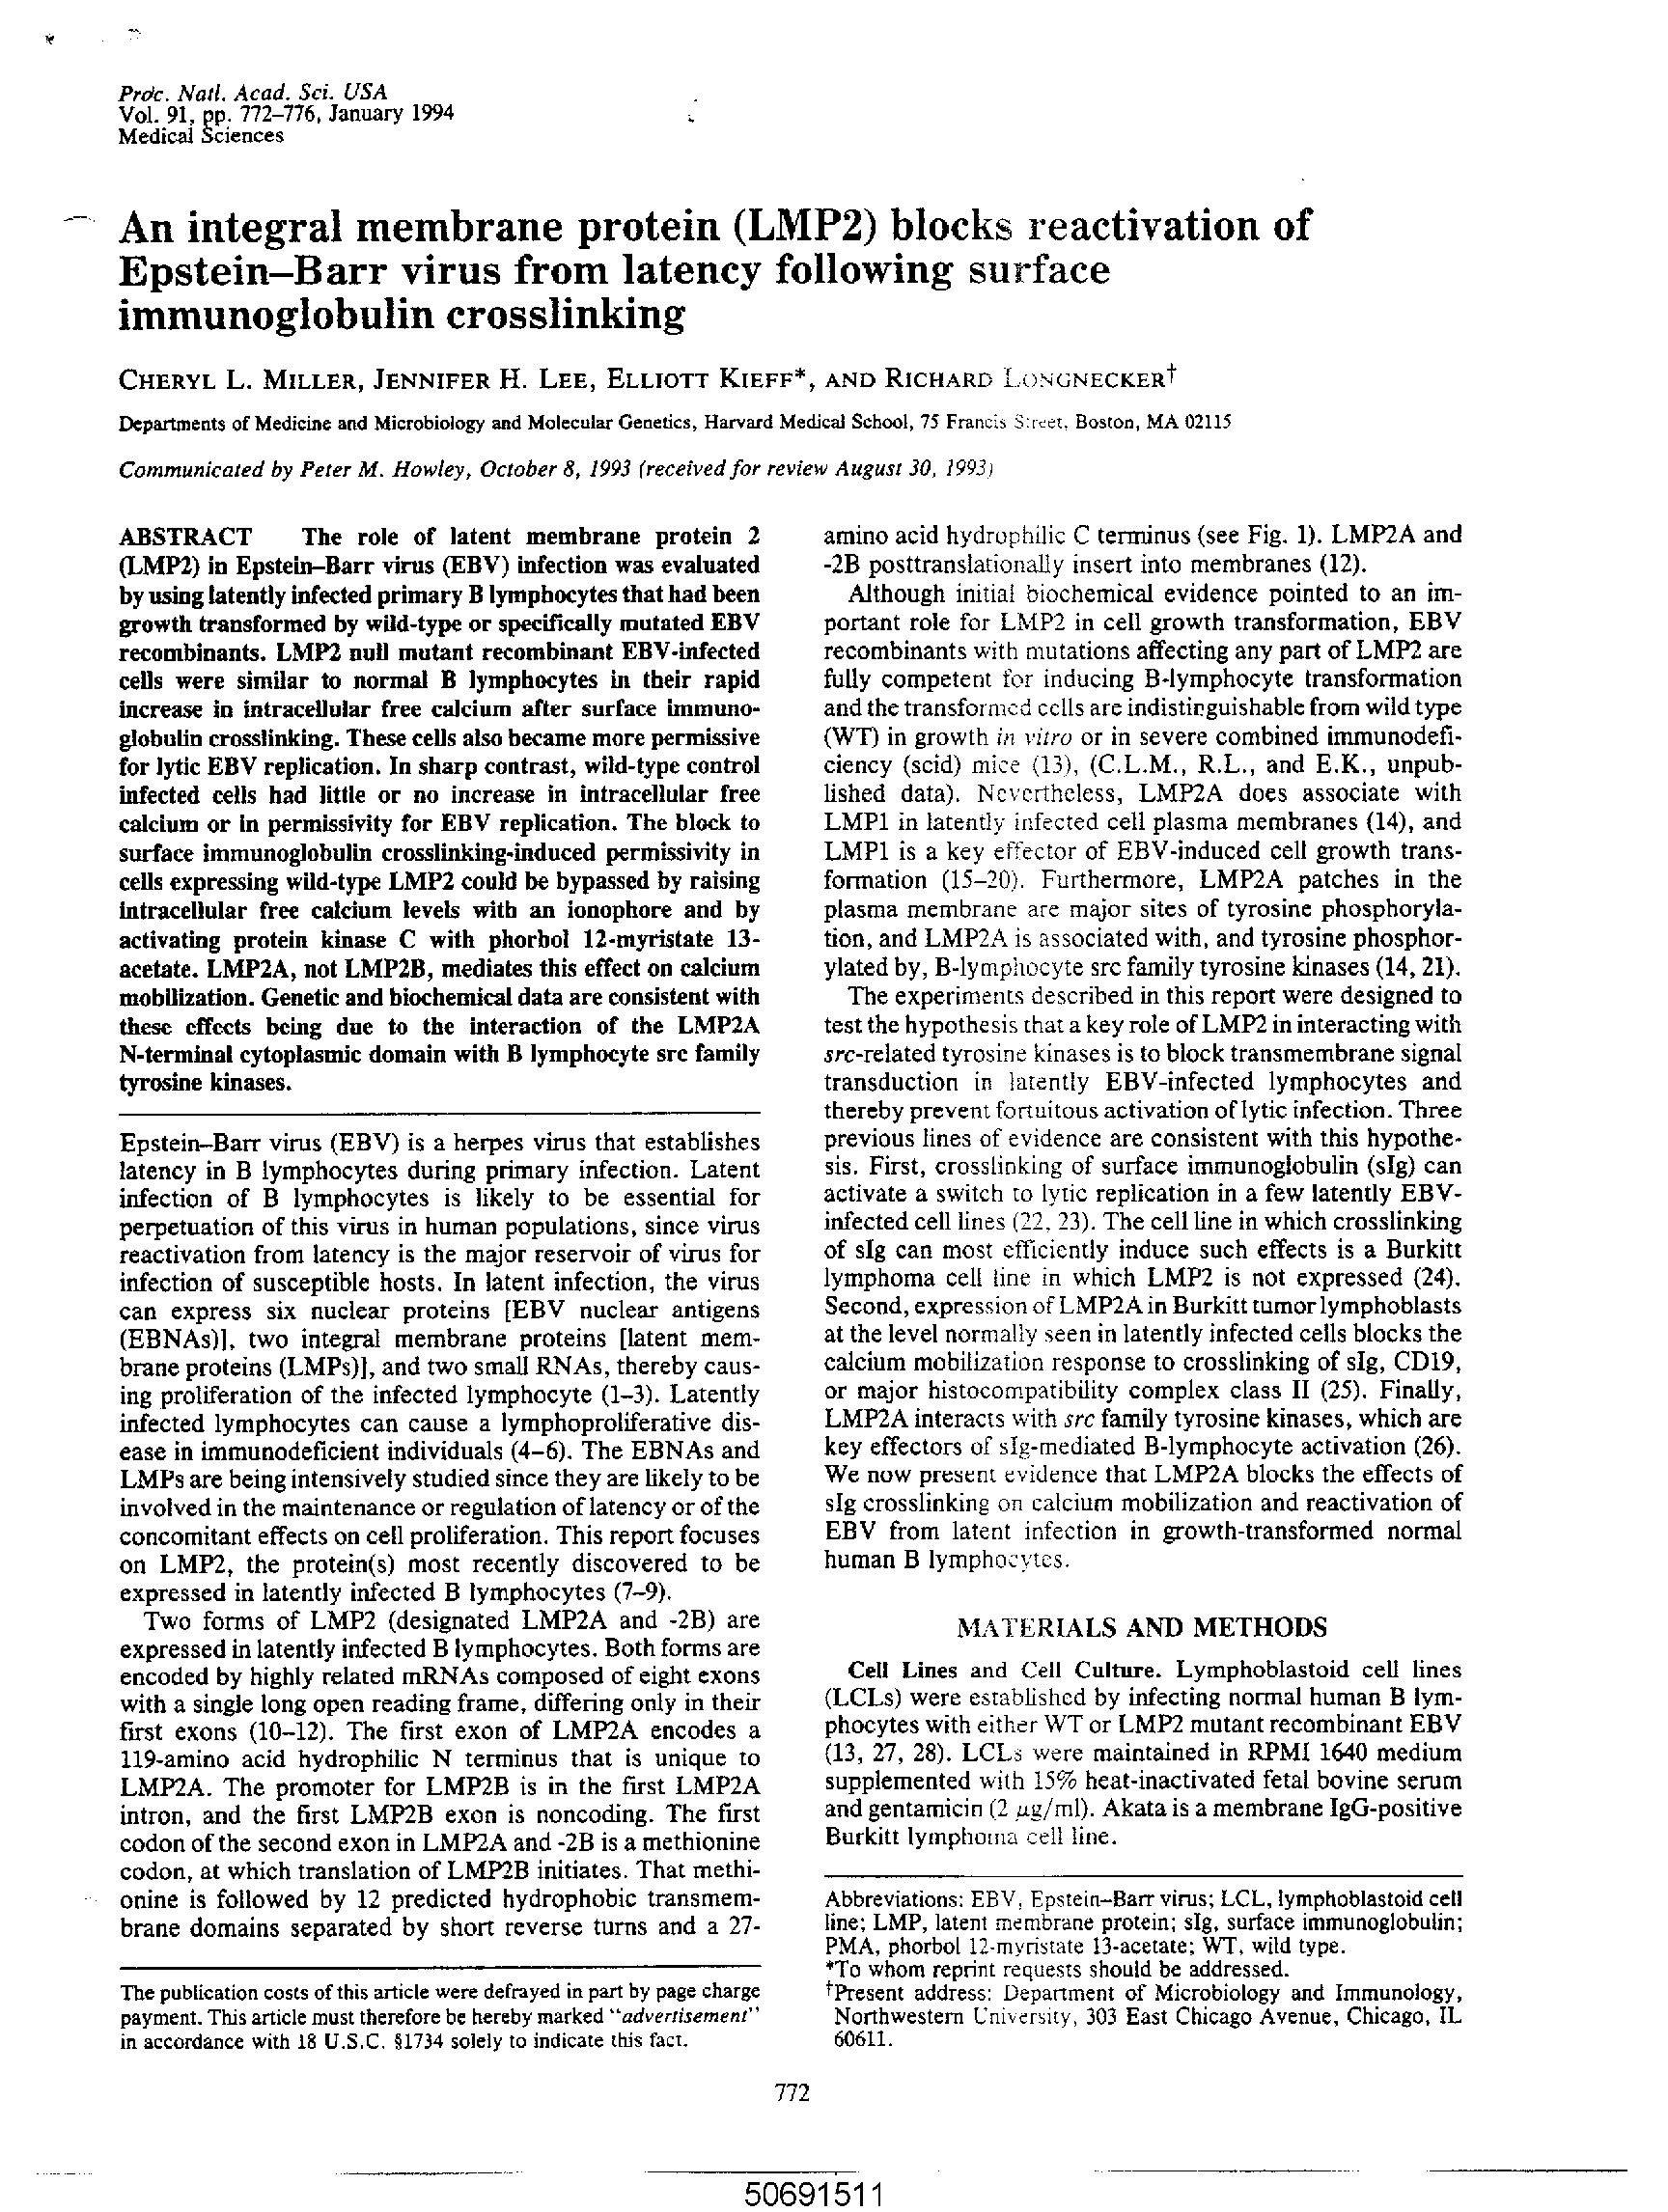 Proc. Natl. Acad. Sci. USA
Vol. 91, pp. 772–776, January 1994
Medical Sciences
An integral membrane protein (LMP2) blocks reactivation of
Epstein–Barr virus from latency following surface
immunoglobulin crosslinking
CHERYL L. MILLER, JENNIFER H. LEE, ELLIOTT KIEFF*, AND RICHARD LONGNECKER†
Departments of Medicine and Microbiology and Molecular Genetics, Harvard Medical School, 75 Francis Street, Boston, MA 02115
Communicated by Peter M. Howley, October 8, 1993 (received for review August 30, 1993)
ABSTRACT The role of latent membrane protein 2
(LMP2) in Epstein–Barr virus (EBV) infection was evaluated
by using latently infected primary B lymphocytes that had been
growth transformed by wild-type or specifically mutated EBV
recombinants. LMP2 null mutant recombinant EBV-infected
cells were similar to normal B lymphocytes in their rapid
increase in intracellular free calcium after surface immuno-
globulin crosslinking. These cells also became more permissive
for lytic EBV replication. In sharp contrast, wild-type control
infected cells had little or no increase in intracellular free
calcium or in permissivity for EBV replication. The block to
surface immunoglobulin crosslinking-induced permissivity in
cells expressing wild-type LMP2 could be bypassed by raising
intracellular free calcium levels with an ionophore and by
activating protein kinase C with phorbol 12-myristate 13-
acetate. LMP2A, not LMP2B, mediates this effect on calcium
mobilization. Genetic and biochemical data are consistent with
these effects being due to the interaction of the LMP2A
N-terminal cytoplasmic domain with B lymphocyte src family
tyrosine kinases.
Epstein–Barr virus (EBV) is a herpes virus that establishes
latency in B lymphocytes during primary infection. Latent
infection of B lymphocytes is likely to be essential for
perpetuation of this virus in human populations, since virus
reactivation from latency is the major reservoir of virus for
infection of susceptible hosts. In latent infection, the virus
can express six nuclear proteins [EBV nuclear antigens
(EBNAs)], two integral membrane proteins [latent mem-
brane proteins (LMPs)], and two small RNAs, thereby caus-
ing proliferation of the infected lymphocyte (1–3). Latently
infected lymphocytes can cause a lymphoproliferative dis-
ease in immunodeficient individuals (4–6). The EBNAs and
LMPs are being intensively studied since they are likely to be
involved in the maintenance or regulation of latency or of the
concomitant effects on cell proliferation. This report focuses
on LMP2, the protein(s) most recently discovered to be
expressed in latently infected B lymphocytes (7–9).
Two forms of LMP2 (designated LMP2A and -2B) are
expressed in latently infected B lymphocytes. Both forms are
encoded by highly related mRNAs composed of eight exons
with a single long open reading frame, differing only in their
first exons (10–12). The first exon of LMP2A encodes a
119-amino acid hydrophilic N terminus that is unique to
LMP2A. The promoter for LMP2B is in the first LMP2A
intron, and the first LMP2B exon is noncoding. The first
codon of the second exon in LMP2A and -2B is a methionine
codon, at which translation of LMP2B initiates. That methi-
onine is followed by 12 predicted hydrophobic transmem-
brane domains separated by short reverse turns and a 27-
The publication costs of this article were defrayed in part by page charge
payment. This article must therefore be hereby marked "advertisement"
in accordance with 18 U.S.C. §1734 solely to indicate this fact.
amino acid hydrophilic C terminus (see Fig. 1). LMP2A and
-2B posttranslationally insert into membranes (12).
Although initial biochemical evidence pointed to an im-
portant role for LMP2 in cell growth transformation, EBV
recombinants with mutations affecting any part of LMP2 are
fully competent for inducing B-lymphocyte transformation
and the transformed cells are indistinguishable from wild type
(WT) in growth in vitro or in severe combined immunodefi-
ciency (scid) mice (13), (C.L.M., R.L., and E.K., unpub-
lished data). Nevertheless, LMP2A does associate with
LMP1 in latently infected cell plasma membranes (14), and
LMP1 is a key effector of EBV-induced cell growth trans-
formation (15–20). Furthermore, LMP2A patches in the
plasma membrane are major sites of tyrosine phosphoryla-
tion, and LMP2A is associated with, and tyrosine phosphor-
ylated by, B-lymphocyte src family tyrosine kinases (14, 21).
The experiments described in this report were designed to
test the hypothesis that a key role of LMP2 in interacting with
src-related tyrosine kinases is to block transmembrane signal
transduction in latently EBV-infected lymphocytes and
thereby prevent fortuitous activation of lytic infection. Three
previous lines of evidence are consistent with this hypothe-
sis. First, crosslinking of surface immunoglobulin (sIg) can
activate a switch to lytic replication in a few latently EBV-
infected cell lines (22, 23). The cell line in which crosslinking
of sIg can most efficiently induce such effects is a Burkitt
lymphoma cell line in which LMP2 is not expressed (24).
Second, expression of LMP2A in Burkitt tumor lymphoblasts
at the level normally seen in latently infected cells blocks the
calcium mobilization response to crosslinking of sIg, CD19,
or major histocompatibility complex class II (25). Finally,
LMP2A interacts with src family tyrosine kinases, which are
key effectors of sIg-mediated B-lymphocyte activation (26).
We now present evidence that LMP2A blocks the effects of
sIg crosslinking on calcium mobilization and reactivation of
EBV from latent infection in growth-transformed normal
human B lymphocytes.
MATERIALS AND METHODS
Cell Lines and Cell Culture. Lymphoblastoid cell lines
(LCLs) were established by infecting normal human B lym-
phocytes with either WT or LMP2 mutant recombinant EBV
(13, 27, 28). LCLs were maintained in RPMI 1640 medium
supplemented with 15% heat-inactivated fetal bovine serum
and gentamicin (2 μg/ml). Akata is a membrane IgG-positive
Burkitt lymphoma cell line.
Abbreviations: EBV, Epstein–Barr virus; LCL, lymphoblastoid cell
line; LMP, latent membrane protein; sIg, surface immunoglobulin;
PMA, phorbol 12-myristate 13-acetate; WT, wild type.
*To whom reprint requests should be addressed.
†Present address: Department of Microbiology and Immunology,
Northwestern University, 303 East Chicago Avenue, Chicago, IL
60611.
772
50691511